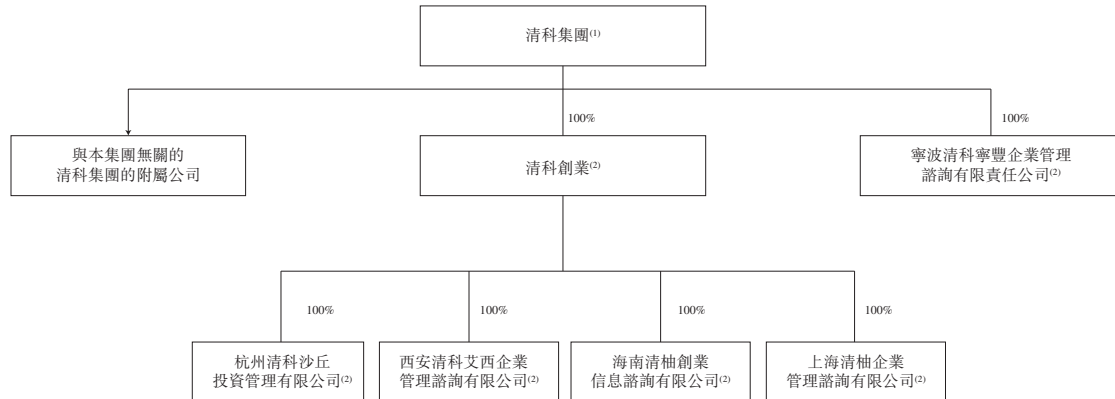 清科集團(1)
100%
100%
與本集團無關的
清科集團的附屬公司
清科創業(2)
寧波清科寧豐企業管理
諮詢有限責任公司(2)
100%
100%
100%
100%
杭州清科沙丘
投資管理有限公司(2)
西安清科艾西企業
管理諮詢有限公司(2)
海南清柚創業
信息諮詢有限公司(2)
上海清柚企業
管理諮詢有限公司(2)